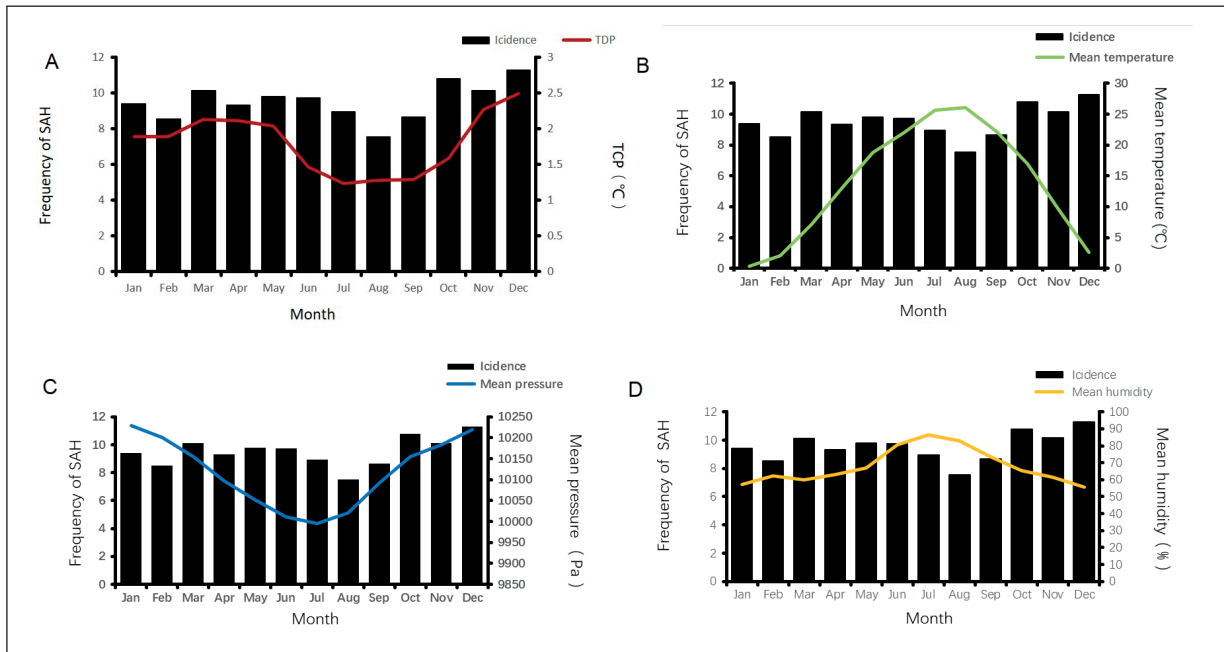 A
Icidence
TDP
Frequency of SAH
12
10
8
6
4
2
0
3
2.5
2
1.5
1
0.5
0
TCP (℃)
Jan Feb Mar Apr May Jun Jul Aug Sep Oct Nov Dec
Month
B
Icidence
Mean temperature
Frequency of SAH
12
10
8
6
4
2
0
30
25
20
15
10
5
0
Mean temperature (℃)
Jan Feb Mar Apr May Jun Jul Aug Sep Oct Nov Dec
Month
C
Icidence
Mean pressure
Frequency of SAH
12
10
8
6
4
2
0
10250
10200
10150
10100
10050
10000
9950
9900
9850
Mean pressure (Pa)
Jan Feb Mar Apr May Jun Jul Aug Sep Oct Nov Dec
Month
D
Icidence
Mean humidity
Frequency of SAH
12
10
8
6
4
2
0
100
90
80
70
60
50
40
30
20
10
0
Mean humidity (%)
Jan Feb Mar Apr May Jun Jul Aug Sep Oct Nov Dec
Month